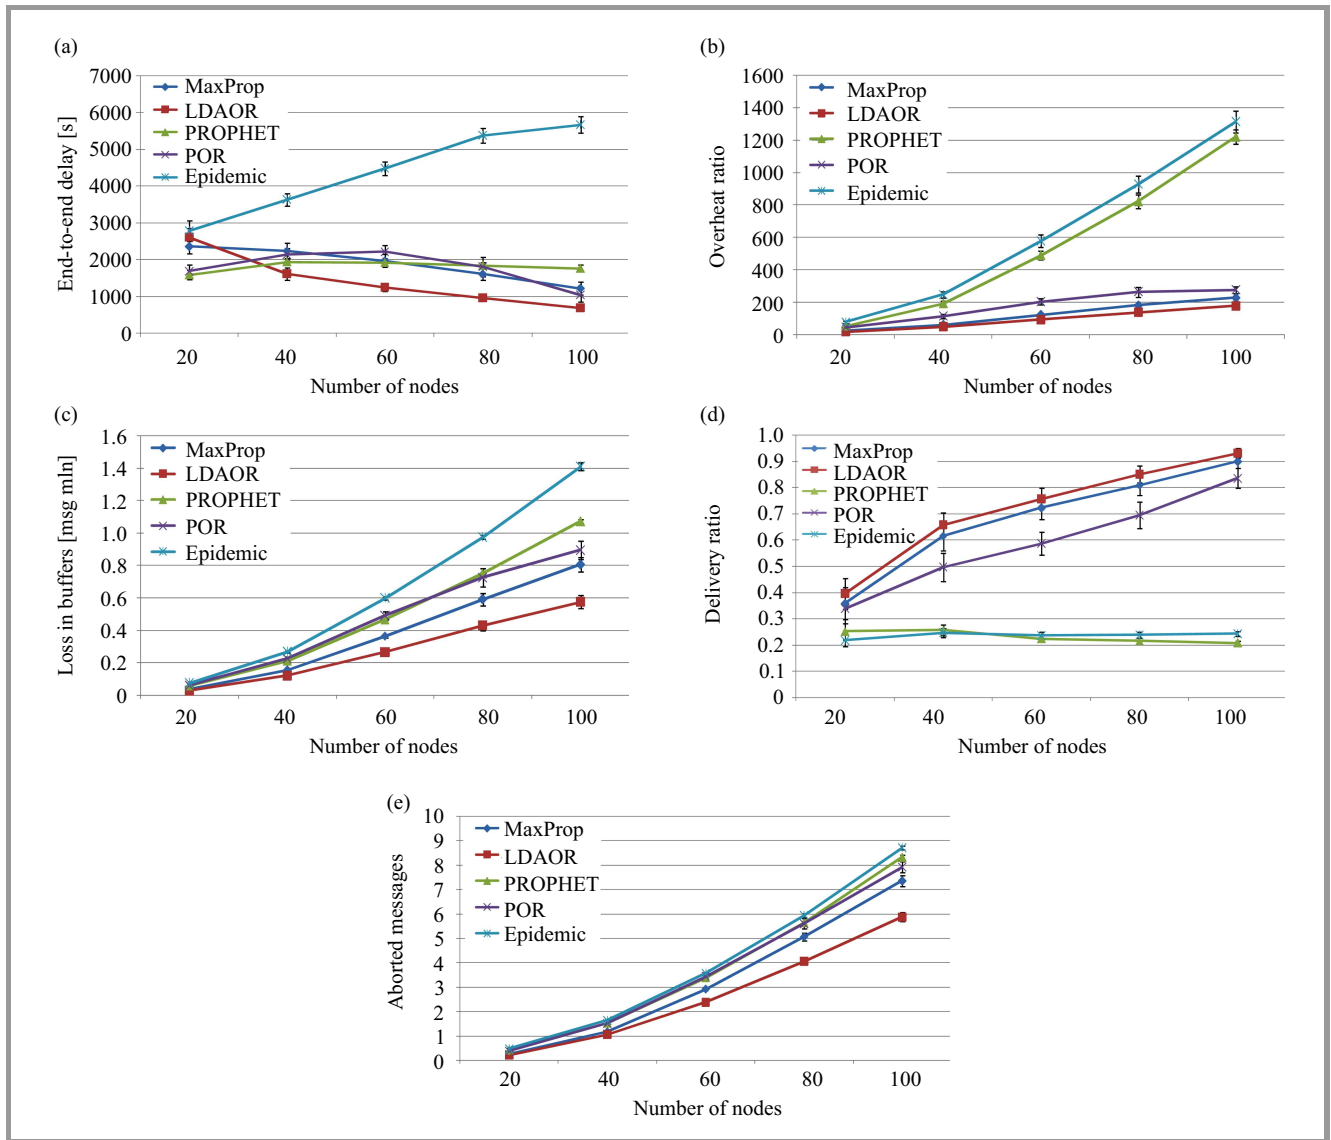 (a)
End-to-end delay [s]
7000
6000
5000
4000
3000
2000
1000
0
MaxProp
LDAOR
PROPHET
POR
Epidemic
20 40 60 80 100
Number of nodes
(b)
Overheat ratio
1600
1400
1200
1000
800
600
400
200
0
MaxProp
LDAOR
PROPHET
POR
Epidemic
20 40 60 80 100
Number of nodes
(c)
Loss in buffers [msg mln]
1.6
1.4
1.2
1.0
0.8
0.6
0.4
0.2
0
MaxProp
LDAOR
PROPHET
POR
Epidemic
20 40 60 80 100
Number of nodes
(d)
Delivery ratio
1.0
0.9
0.8
0.7
0.6
0.5
0.4
0.3
0.2
0.1
0
MaxProp
LDAOR
PROPHET
POR
Epidemic
20 40 60 80 100
Number of nodes
(e)
Aborted messages
10
9
8
7
6
5
4
3
2
1
0
MaxProp
LDAOR
PROPHET
POR
Epidemic
20 40 60 80 100
Number of nodes